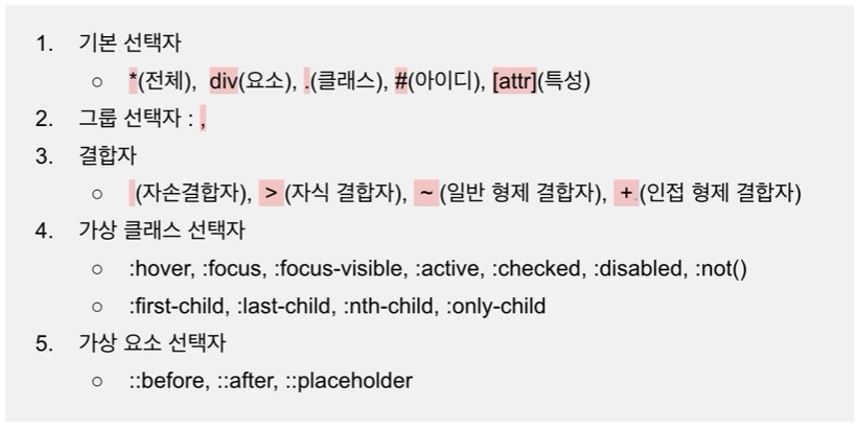 1. 기본 선택자
○ *(전체), div(요소), .(클래스), #(아이디), [attr](특성)
2. 그룹 선택자 : ,
3. 결합자
○ (자손결합자), > (자식 결합자), ~ (일반 형제 결합자), + (인접 형제 결합자)
4. 가상 클래스 선택자
○ :hover, :focus, :focus-visible, :active, :checked, :disabled, :not()
○ :first-child, :last-child, :nth-child, :only-child
5. 가상 요소 선택자
○ ::before, ::after, ::placeholder